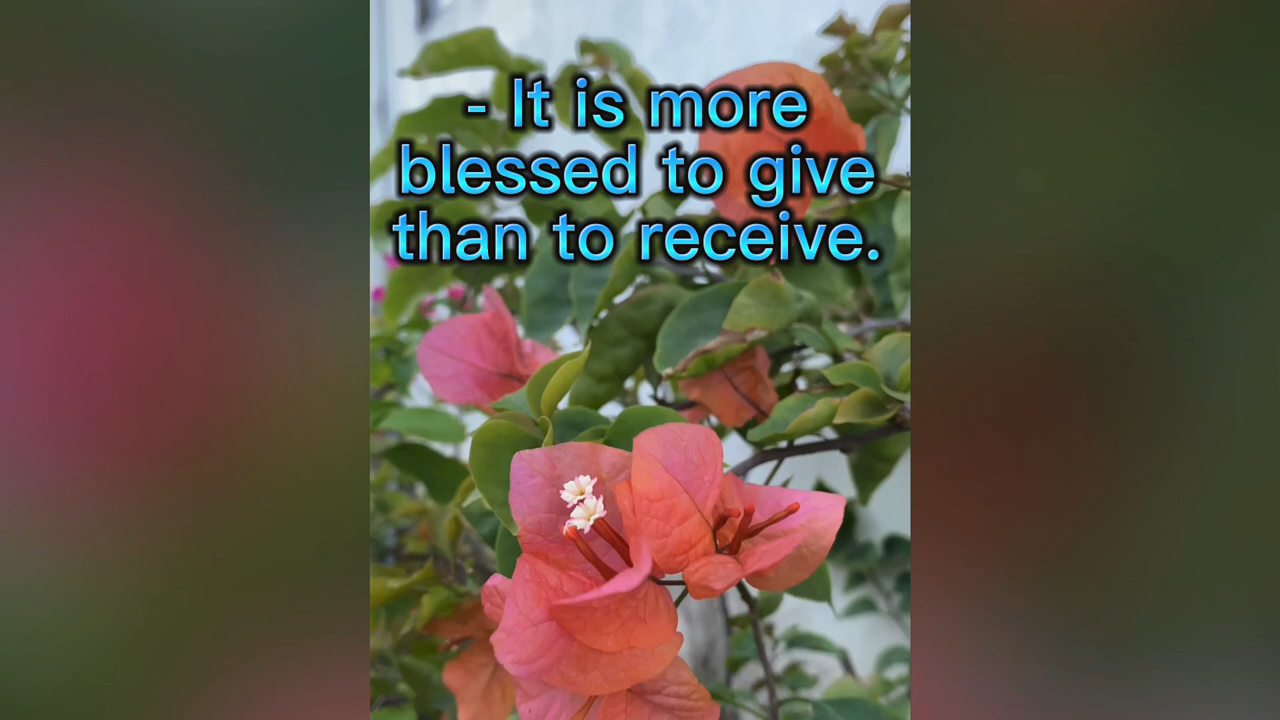 - It is more
blessed to give
than to receive.